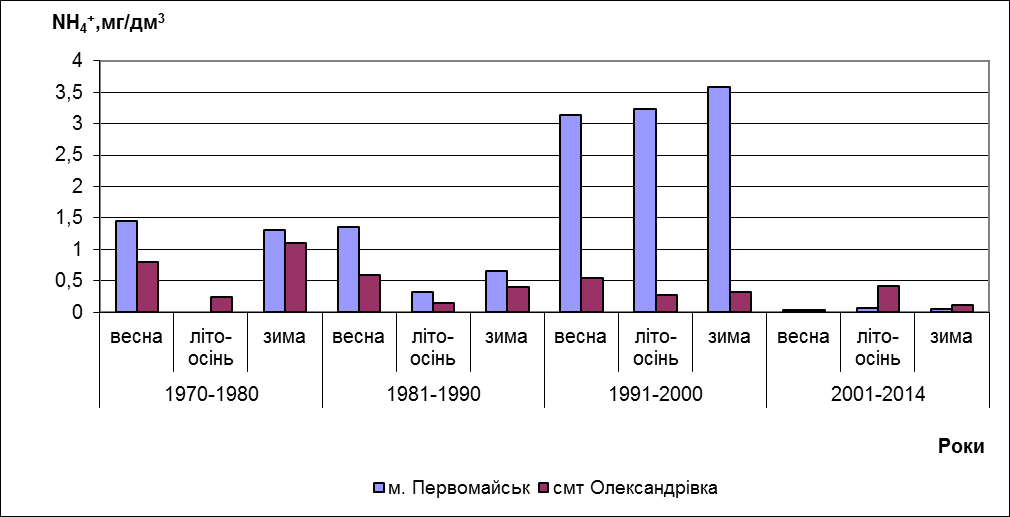 NH₄⁺,мг/дм³
4
3,5
3
2,5
2
1,5
1
0,5
0
весна літо-осінь зима весна літо-осінь зима весна літо-осінь зима весна літо-осінь зима
1970-1980 1981-1990 1991-2000 2001-2014
Роки
м. Первомайськ смт Олександрівка